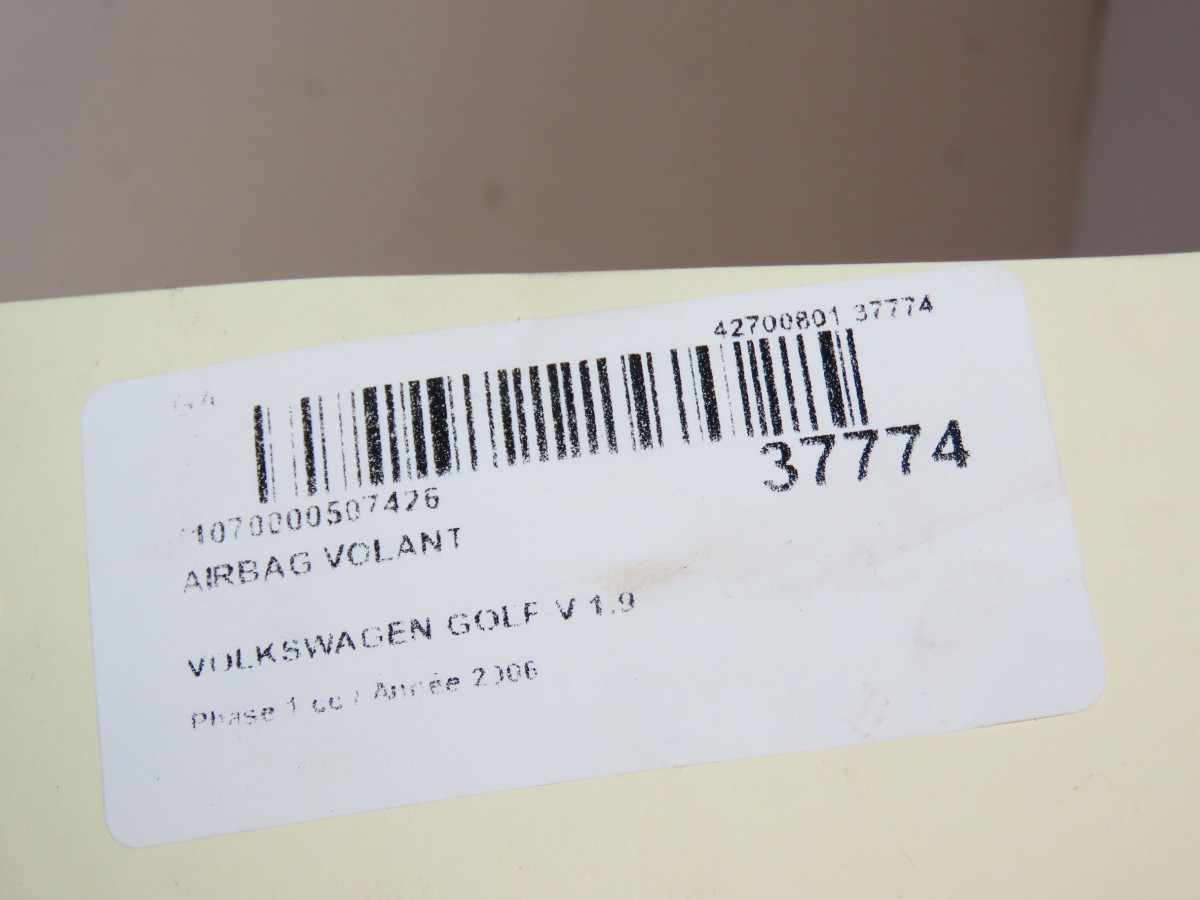 42700801 37774
37774
1070000507426
AIRBAG VOLANT
VOLKSWAGEN GOLF V 1.9
Phase 1 cc / Année 2006